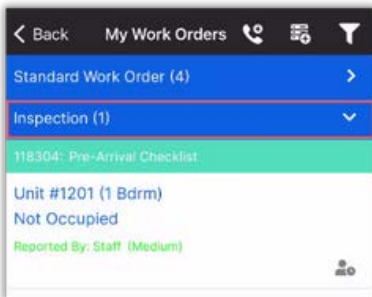 Back My Work Orders
Standard Work Order (4)
Inspection (1)
118304: Pre-Arrival Checklist
Unit #1201 (1 Bdrm)
Not Occupied
Reported By: Staff (Medium)